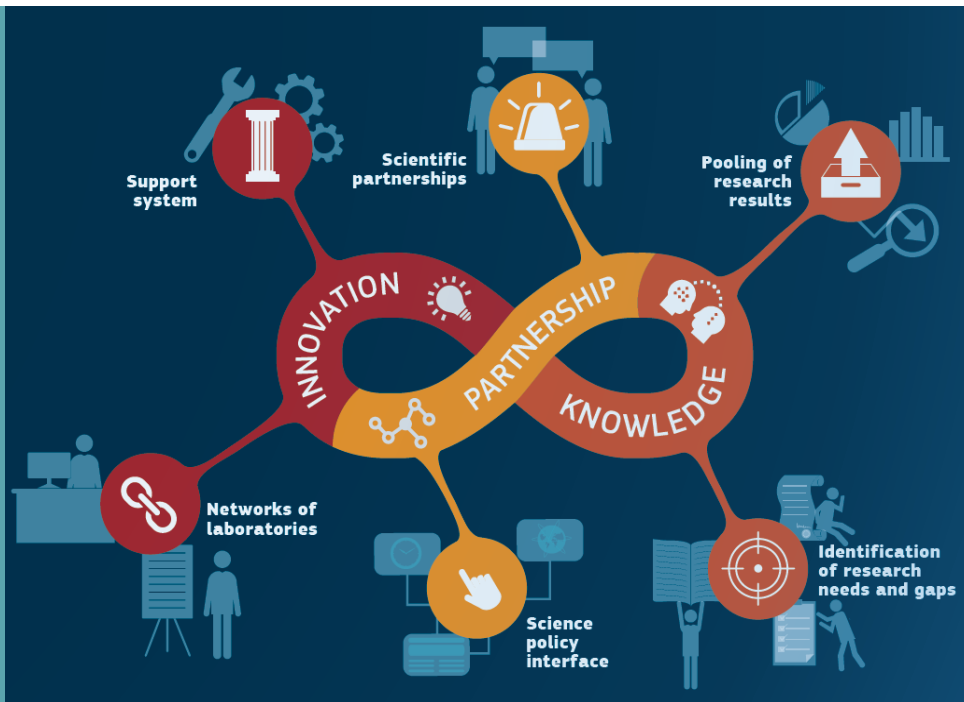 Support
system
Scientific
partnerships
Pooling of
research
results
INNOVATION
PARTNERSHIP
KNOWLEDGE
Networks of
laboratories
Science
policy
interface
Identification
of research
needs and gaps